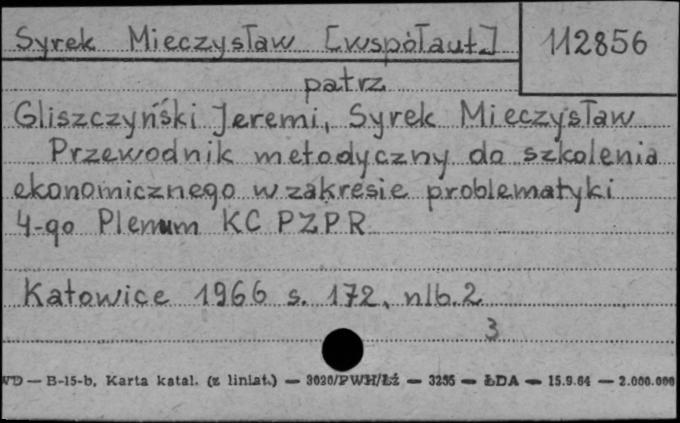 Syrek Mieczysław [współaut.]
112856
patrz
Gliszczyński Jeremi, Syrek Mieczysław
Przewodnik metodyczny do szkolenia
ekonomicznego w zakresie problematyki
4-go Plenum KC PZPR
Katowice 1966 s. 172, nlb. 2
3
WD — B-15-b, Karta katal. (z liniat.) — 3020/PWH/Łź — 3255 — ŁDA — 15.9.64 — 2.000.000